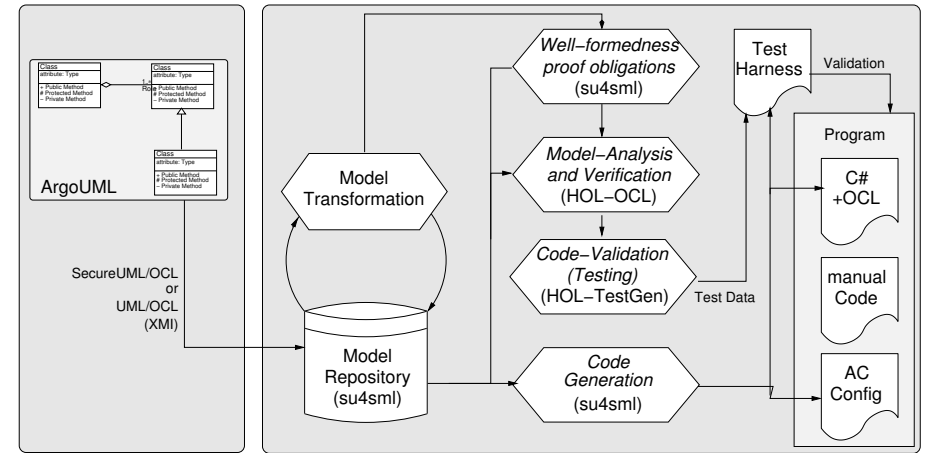 Class
attribute: Type
+ Public Method
# Protected Method
− Private Method
1..*
Role
Class
attribute: Type
+ Public Method
# Protected Method
− Private Method
Class
attribute: Type
+ Public Method
# Protected Method
− Private Method
ArgoUML
SecureUML/OCL
or
UML/OCL
(XMI)
Model
Transformation
Model
Repository
(su4sml)
Well−formedness
proof obligations
(su4sml)
Model−Analysis
and Verification
(HOL−OCL)
Code−Validation
(Testing)
(HOL−TestGen)
Test Data
Code
Generation
(su4sml)
Test
Harness
Validation
Program
C#
+OCL
manual
Code
AC
Config